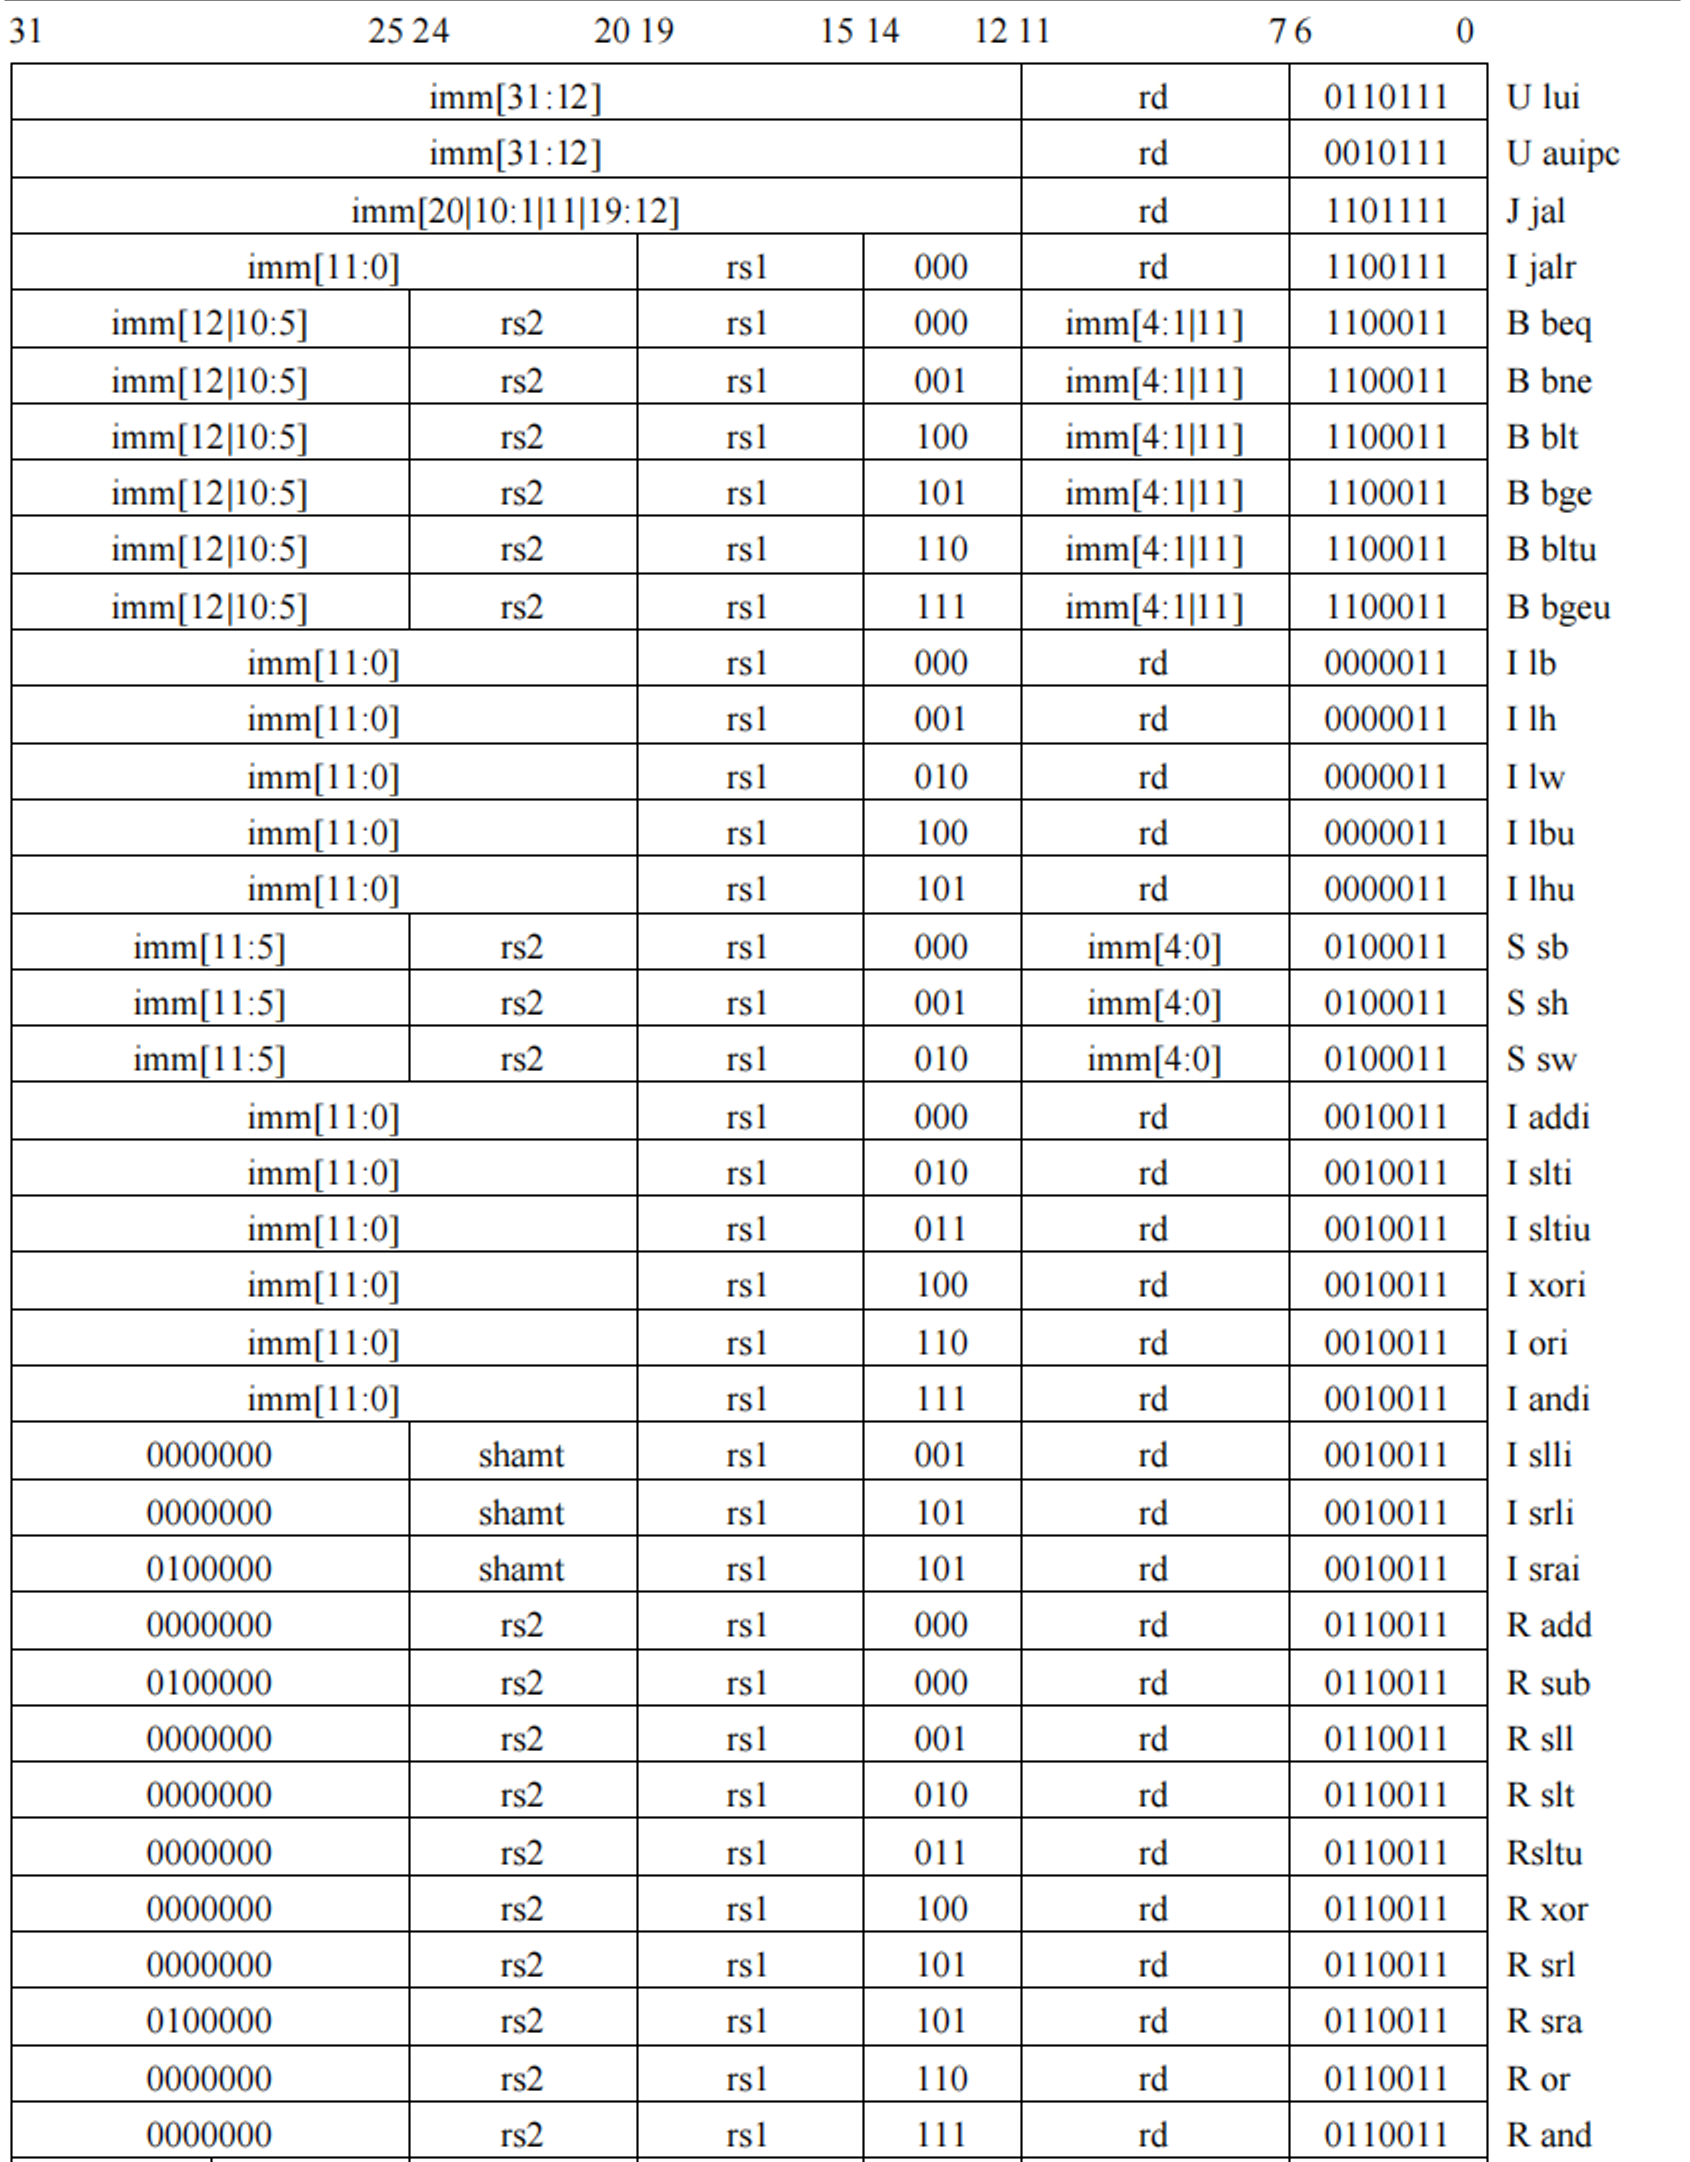 31 25 24 20 19 15 14 12 11 7 6 0
imm[31:12] rd 0110111 U lui
imm[31:12] rd 0010111 U auipc
imm[20|10:1|11|19:12] rd 1101111 J jal
imm[11:0] rs1 000 rd 1100111 I jalr
imm[12|10:5] rs2 rs1 000 imm[4:1|11] 1100011 B beq
imm[12|10:5] rs2 rs1 001 imm[4:1|11] 1100011 B bne
imm[12|10:5] rs2 rs1 100 imm[4:1|11] 1100011 B blt
imm[12|10:5] rs2 rs1 101 imm[4:1|11] 1100011 B bge
imm[12|10:5] rs2 rs1 110 imm[4:1|11] 1100011 B bltu
imm[12|10:5] rs2 rs1 111 imm[4:1|11] 1100011 B bgeu
imm[11:0] rs1 000 rd 0000011 I lb
imm[11:0] rs1 001 rd 0000011 I lh
imm[11:0] rs1 010 rd 0000011 I lw
imm[11:0] rs1 100 rd 0000011 I lbu
imm[11:0] rs1 101 rd 0000011 I lhu
imm[11:5] rs2 rs1 000 imm[4:0] 0100011 S sb
imm[11:5] rs2 rs1 001 imm[4:0] 0100011 S sh
imm[11:5] rs2 rs1 010 imm[4:0] 0100011 S sw
imm[11:0] rs1 000 rd 0010011 I addi
imm[11:0] rs1 010 rd 0010011 I slti
imm[11:0] rs1 011 rd 0010011 I sltiu
imm[11:0] rs1 100 rd 0010011 I xori
imm[11:0] rs1 110 rd 0010011 I ori
imm[11:0] rs1 111 rd 0010011 I andi
0000000 shamt rs1 001 rd 0010011 I slli
0000000 shamt rs1 101 rd 0010011 I srli
0100000 shamt rs1 101 rd 0010011 I srai
0000000 rs2 rs1 000 rd 0110011 R add
0100000 rs2 rs1 000 rd 0110011 R sub
0000000 rs2 rs1 001 rd 0110011 R sll
0000000 rs2 rs1 010 rd 0110011 R slt
0000000 rs2 rs1 011 rd 0110011 Rsltu
0000000 rs2 rs1 100 rd 0110011 R xor
0000000 rs2 rs1 101 rd 0110011 R srl
0100000 rs2 rs1 101 rd 0110011 R sra
0000000 rs2 rs1 110 rd 0110011 R or
0000000 rs2 rs1 111 rd 0110011 R and